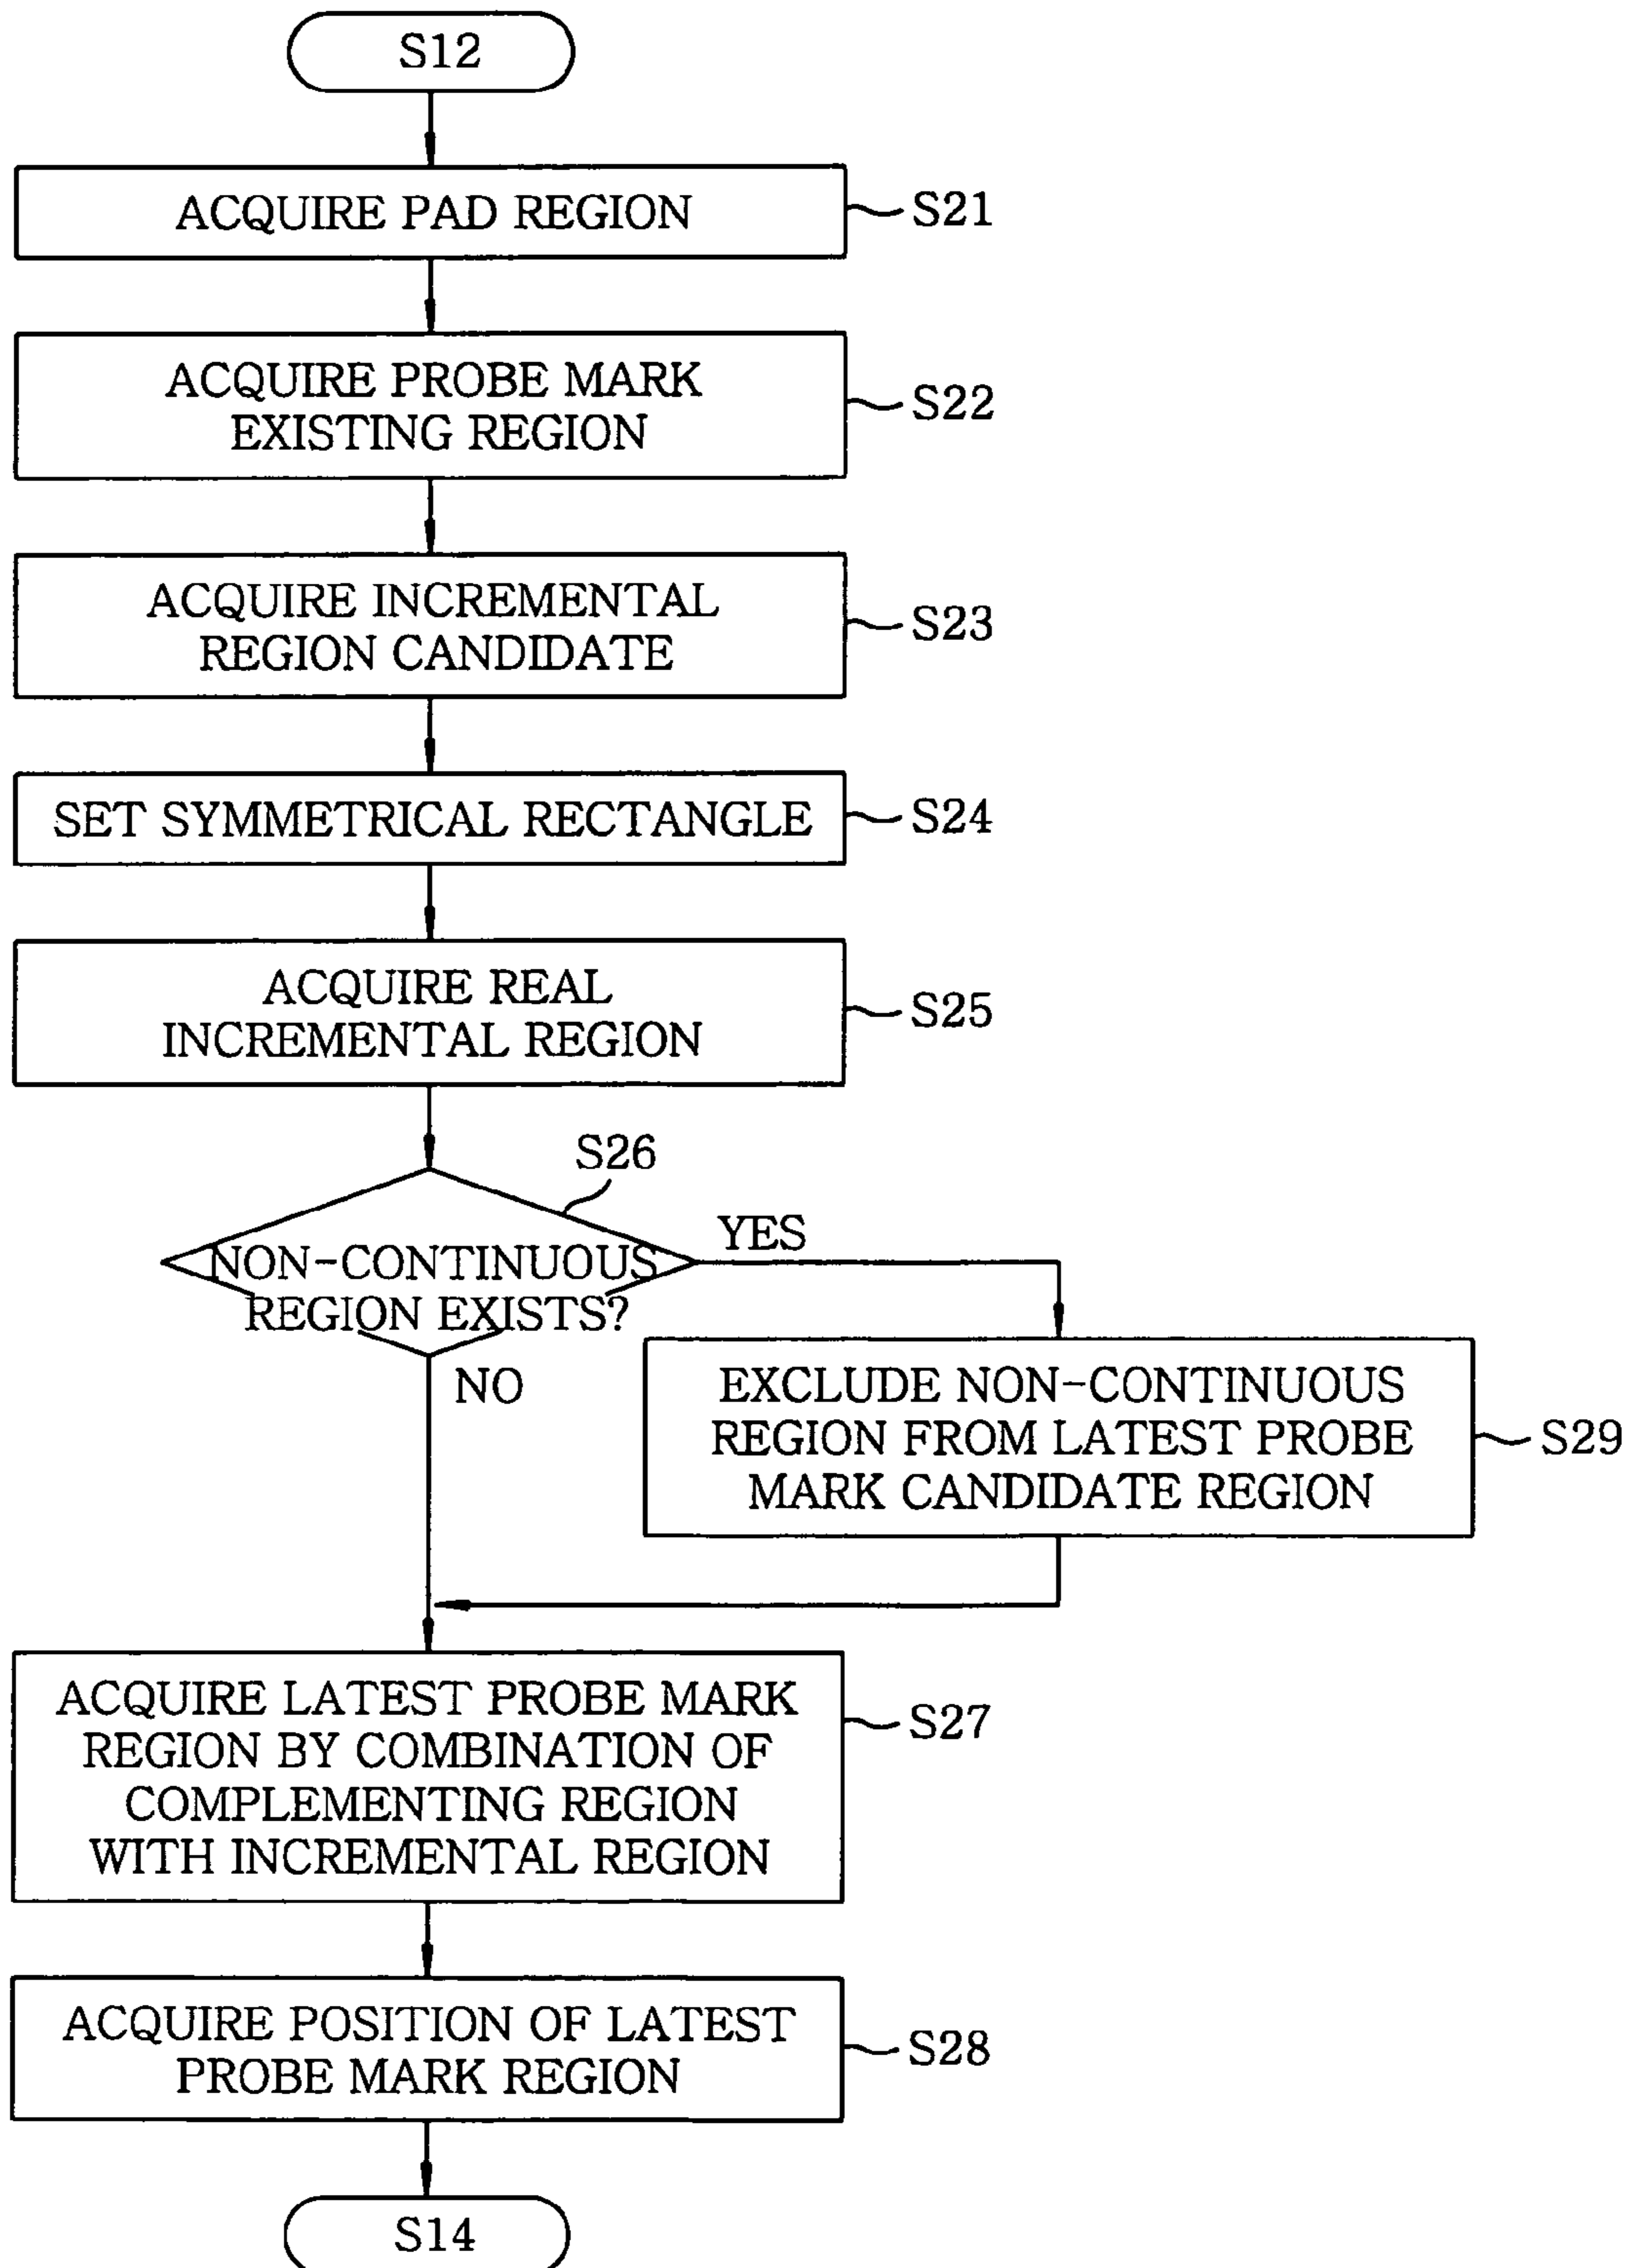 S12
ACQUIRE PAD REGION
S21
ACQUIRE PROBE MARK
EXISTING REGION
S22
ACQUIRE INCREMENTAL
REGION CANDIDATE
S23
SET SYMMETRICAL RECTANGLE
S24
ACQUIRE REAL
INCREMENTAL REGION
S25
S26
NON-CONTINUOUS
REGION EXISTS?
YES
NO
EXCLUDE NON-CONTINUOUS
REGION FROM LATEST PROBE
MARK CANDIDATE REGION
S29
ACQUIRE LATEST PROBE MARK
REGION BY COMBINATION OF
COMPLEMENTING REGION
WITH INCREMENTAL REGION
S27
ACQUIRE POSITION OF LATEST
PROBE MARK REGION
S28
S14